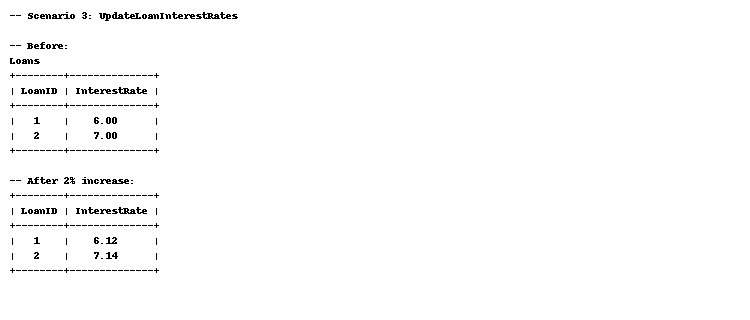 -- Scenario 3: UpdateLoanInterestRates
-- Before:
Loans
+--------+--------------+
| LoanID | InterestRate |
+--------+--------------+
|   1    |    6.00      |
|   2    |    7.00      |
+--------+--------------+
-- After 2% increase:
+--------+--------------+
| LoanID | InterestRate |
+--------+--------------+
|   1    |    6.12      |
|   2    |    7.14      |
+--------+--------------+